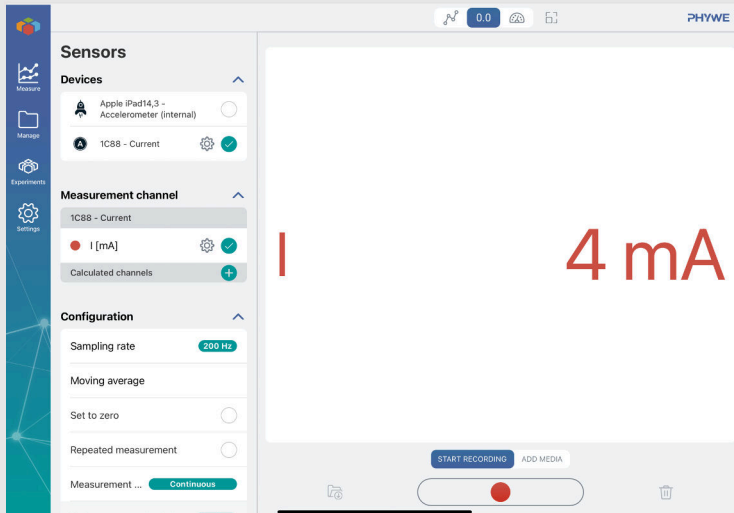 0.0
PHYWE
Measure
Manage
Experiments
Settings
Sensors
Devices
Apple iPad14,3 -
Accelerometer (internal)
A
1C88 - Current
Measurement channel
1C88 - Current
I [mA]
Calculated channels
Configuration
Sampling rate 200 Hz
Moving average
Set to zero
Repeated measurement
Measurement ... Continuous
I 4 mA
START RECORDING ADD MEDIA